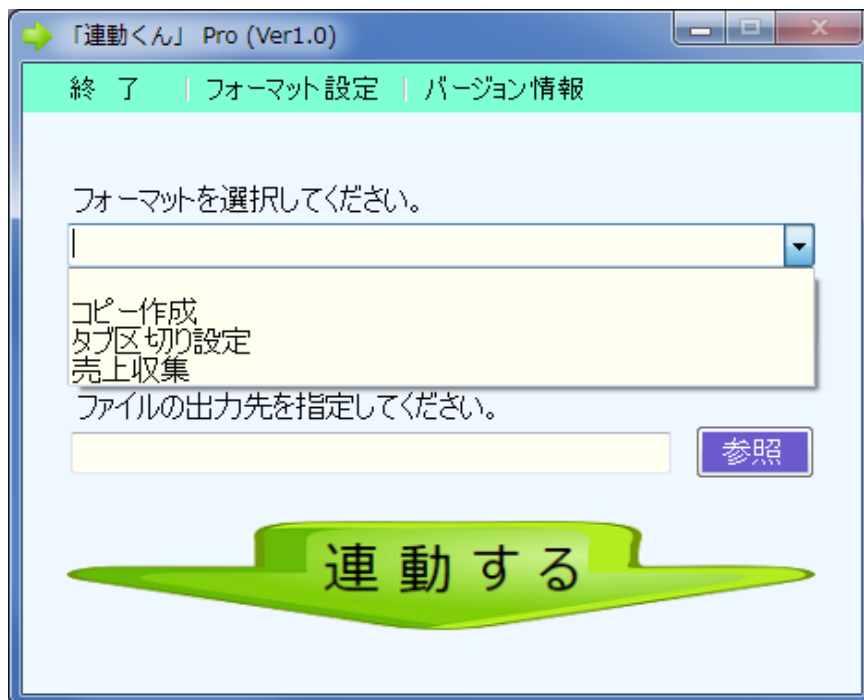 「連動くん」 Pro (Ver1.0)
終 了 フォーマット設定 バージョン情報
フォーマットを選択してください。
コピー作成
タブ区切り設定
売上収集
ファイルの出力先を指定してください。
参照
連動する